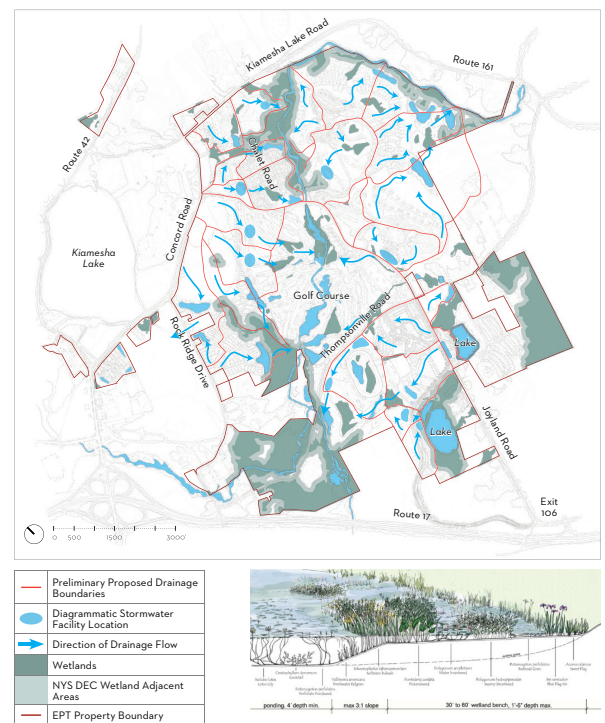 Kiamesha Lake Road
Route 161
Route 42
Chalet Road
Concord Road
Kiamesha
Lake
Golf Course
Thompsonville Road
Rock Ridge Drive
Lake
Lake
Joyland Road
Exit
106
Route 17
0 500 1500 3000'
Preliminary Proposed Drainage
Boundaries
Diagrammatic Stormwater
Facility Location
Direction of Drainage Flow
Wetlands
NYS DEC Wetland Adjacent
Areas
EPT Property Boundary
ponding, 4' depth min.
max 3:1 slope
30' to 60' wetland bench, 1'-6" depth max.